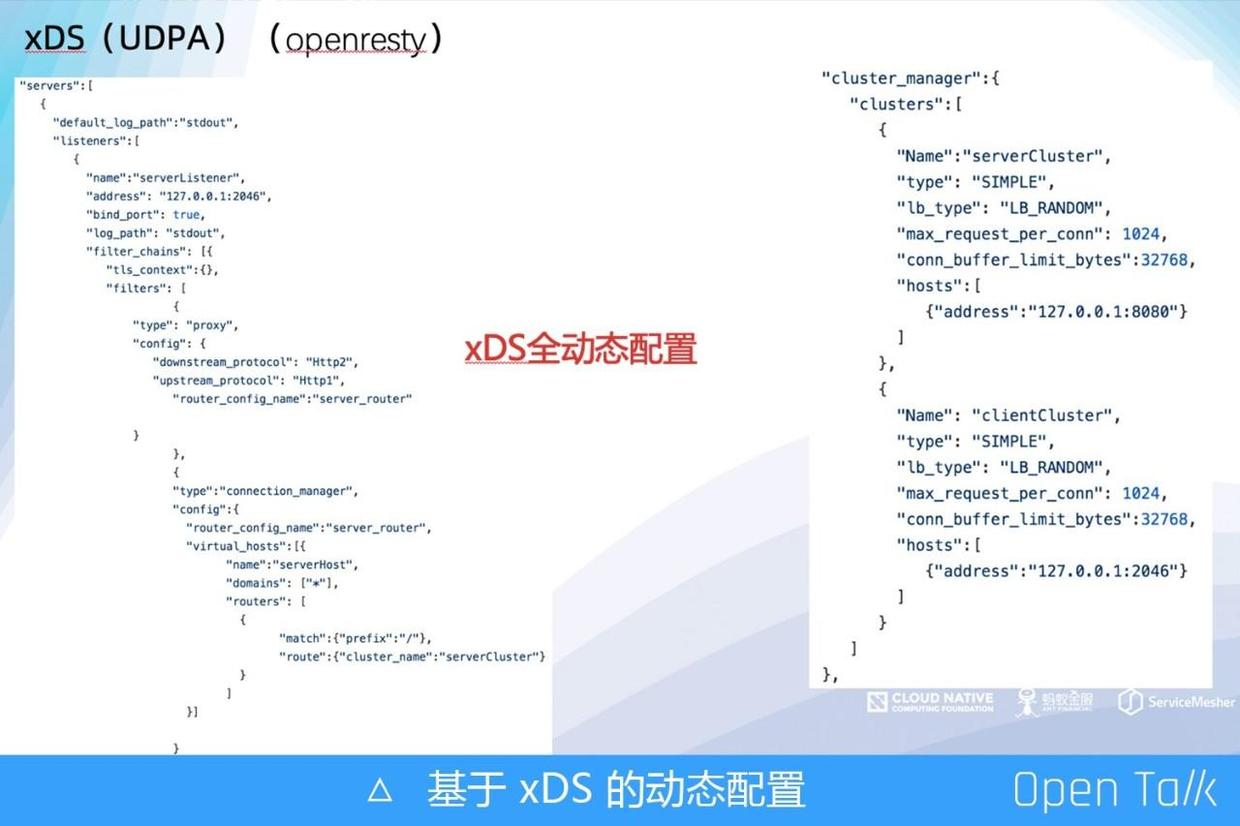 xDS（UDPA）（openresty）
"servers":[
{
"default_log_path":"stdout",
"listeners":[
{
"name":"serverListener",
"address": "127.0.0.1:2046",
"bind_port": true,
"log_path": "stdout",
"filter_chains": [{
"tls_context":{},
"filters": [
{
"type": "proxy",
"config": {
"downstream_protocol": "Http2",
"upstream_protocol": "Http1",
"router_config_name":"server_router"
}
},
{
"type":"connection_manager",
"config":{
"router_config_name":"server_router",
"virtual_hosts":[{
"name":"serverHost",
"domains": ["*"],
"routers": [
{
"match":{"prefix":"/"},
"route":{"cluster_name":"serverCluster"}
}
]
}]
}
xDS全动态配置
"cluster_manager":{
"clusters":[
{
"Name":"serverCluster",
"type": "SIMPLE",
"lb_type": "LB_RANDOM",
"max_request_per_conn": 1024,
"conn_buffer_limit_bytes":32768,
"hosts":[
{"address":"127.0.0.1:8080"}
]
},
{
"Name": "clientCluster",
"type": "SIMPLE",
"lb_type": "LB_RANDOM",
"max_request_per_conn": 1024,
"conn_buffer_limit_bytes":32768,
"hosts":[
{"address":"127.0.0.1:2046"}
]
}
]
},
CLOUD NATIVE
COMPUTING FOUNDATION
蚂蚁金服
ANT FINANCIAL
ServiceMesher
△ 基于 xDS 的动态配置
Open Talk